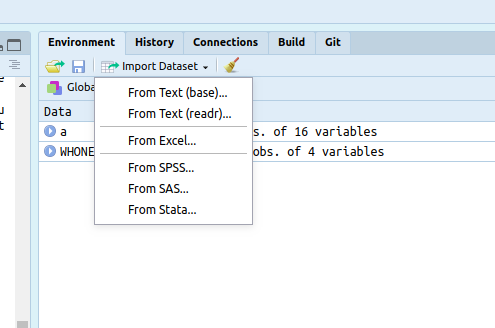 Environment History Connections Build Git
Import Dataset
Globa
From Text (base)...
From Text (readr)...
From Excel...
From SPSS...
From SAS...
From Stata...
Data
a bs. of 16 variables
WHONE obs. of 4 variables